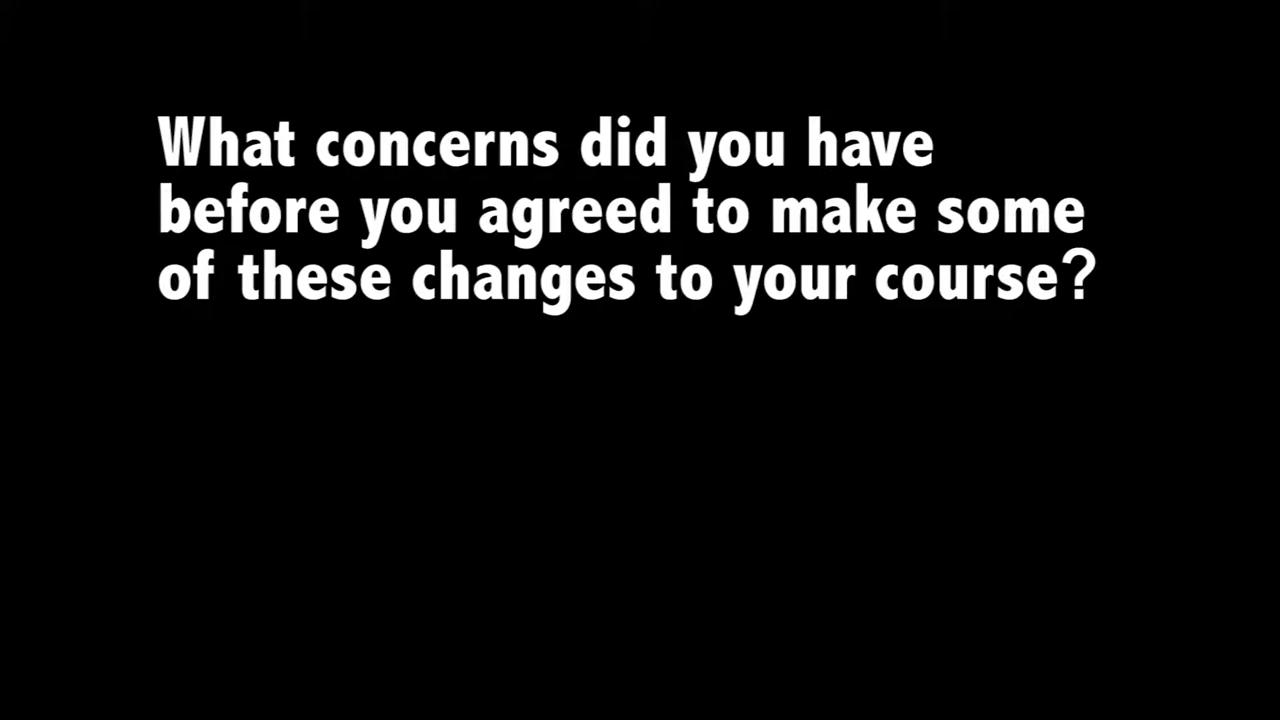 What concerns did you have
before you agreed to make some
of these changes to your course?